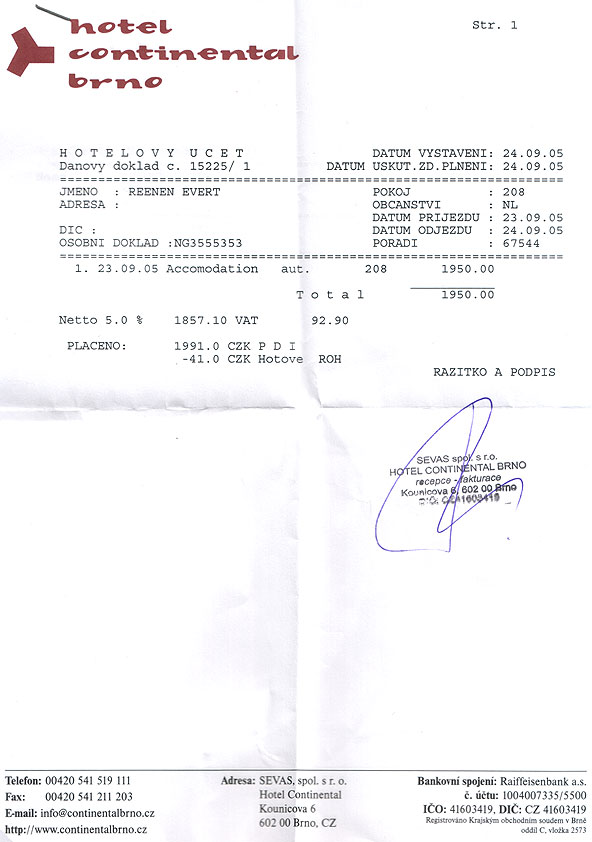 hotel
continental
brno
Str. 1
H O T E L O V Y   U C E T   DATUM VYSTAVENI: 24.09.05
Danovy doklad c. 15225/ 1   DATUM USKUT.ZD.PLNENI: 24.09.05
==================================================================
JMENO : REENEN EVERT   POKOJ : 208
ADRESA :   OBCANSTVI : NL
DATUM PRIJEZDU : 23.09.05
DIC :   DATUM ODJEZDU : 24.09.05
OSOBNI DOKLAD :NG3555353   PORADI : 67544
==================================================================
1. 23.09.05 Accomodation aut. 208 1950.00
T o t a l   1950.00
Netto 5.0 % 1857.10 VAT 92.90
PLACENO: 1991.0 CZK P D I
-41.0 CZK Hotove ROH
RAZITKO A PODPIS
SEVAS spol. s r.o.
HOTEL CONTINENTAL BRNO
recepce - fakturace
Kounicova 6, 602 00 Brno
Telefon: 00420 541 519 111
Fax: 00420 541 211 203
E-mail: info@continentalbrno.cz
http://www.continentalbrno.cz
Adresa: SEVAS, spol. s r. o.
Hotel Continental
Kounicova 6
602 00 Brno, CZ
Bankovní spojení: Raiffeisenbank a.s.
č. účtu: 1004007335/5500
IČO: 41603419, DIČ: CZ 41603419
Registrováno Krajským obchodním soudem v Brně
oddíl C, vložka 2573